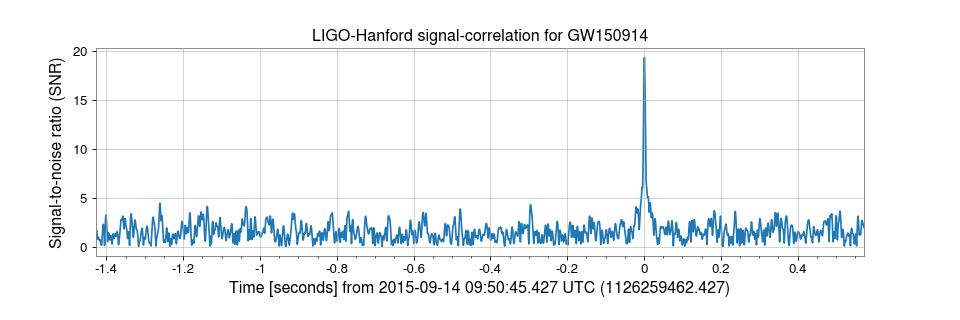 LIGO-Hanford signal-correlation for GW150914
Signal-to-noise ratio (SNR)
20
15
10
5
0
-1.4 -1.2 -1 -0.8 -0.6 -0.4 -0.2 0 0.2 0.4
Time [seconds] from 2015-09-14 09:50:45.427 UTC (1126259462.427)